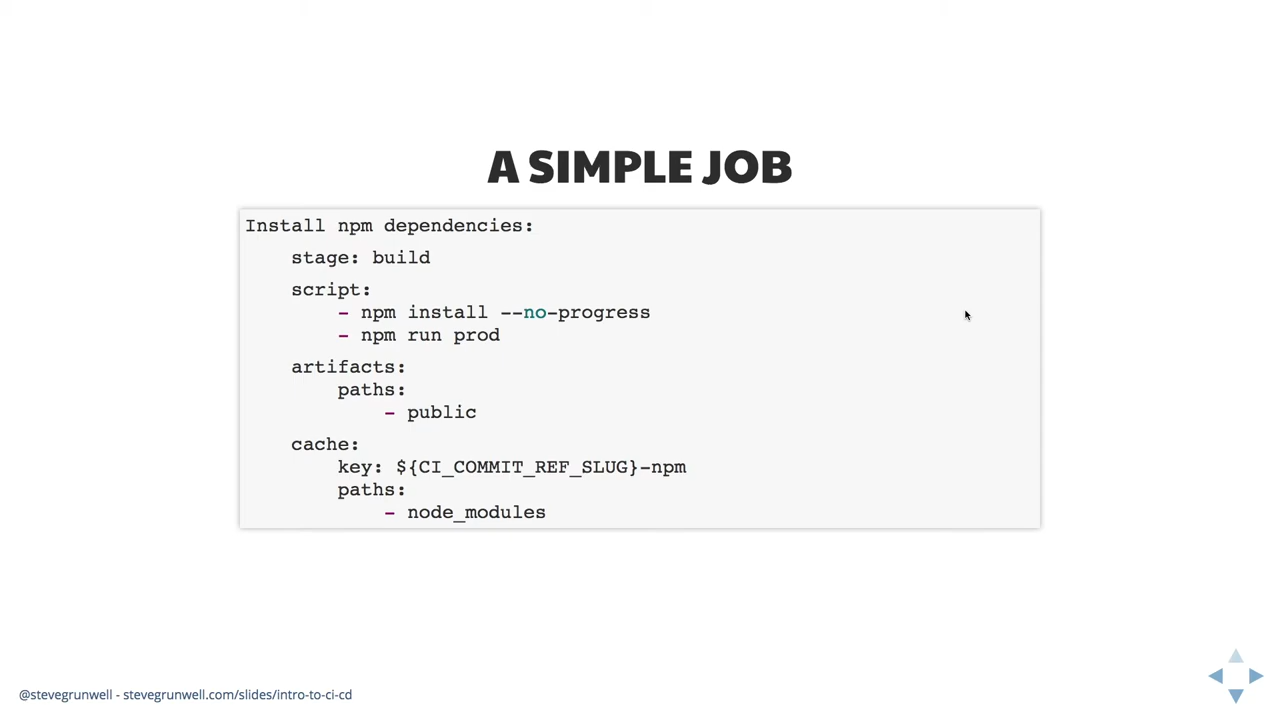 A SIMPLE JOB
Install npm dependencies:
    stage: build
    script:
        - npm install --no-progress
        - npm run prod
    artifacts:
        paths:
            - public
    cache:
        key: ${CI_COMMIT_REF_SLUG}-npm
        paths:
            - node_modules
@stevegrunwell - stevegrunwell.com/slides/intro-to-ci-cd